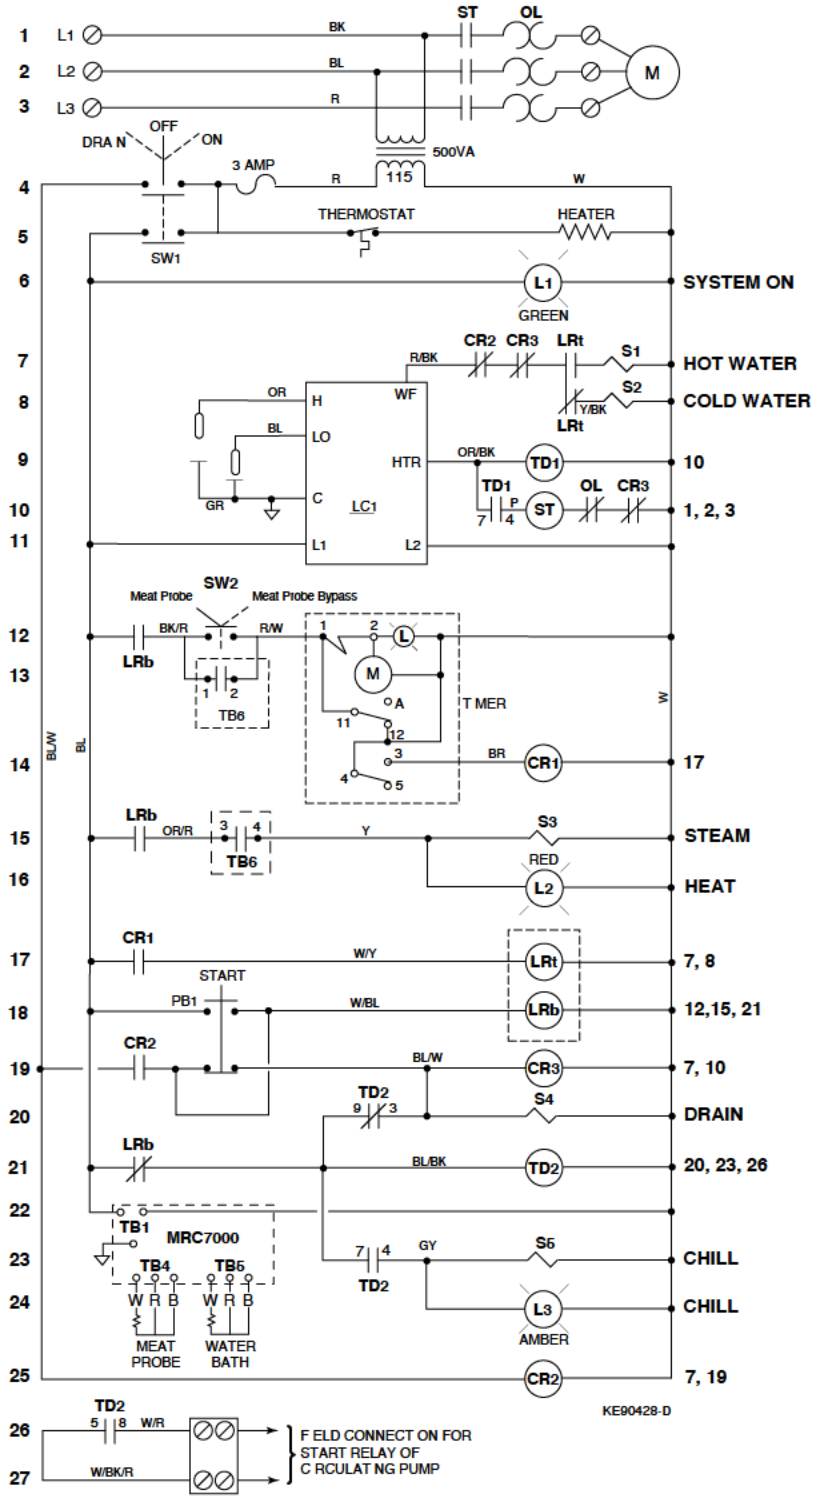 ST OL
1 L1 BK
2 L2 BL M
3 L3 R
OFF
DRA N ON
500VA
3 AMP
4 R 115 W
THERMOSTAT HEATER
5
SW1
6 L1 SYSTEM ON
GREEN
CR2 CR3 LRt
7 R/BK S1 HOT WATER
WF
8 OR H S2 COLD WATER
Y/BK
LRt
BL LO
9 HTR OR/BK TD1 10
TD1 P OL CR3
10 GR C LC1 7 4 ST 1, 2, 3
11 L1 L2
SW2
Meat Probe Meat Probe Bypass
12 BK/R R/W 1 2 L
LRb
13 M W
1 2 A T MER
TB6 11
12
BL/W BL
14 3 BR CR1 17
4 5
LRb
15 OR/R 3 4 Y S3 STEAM
TB6 RED
16 L2 HEAT
CR1
17 W/Y LRt 7, 8
START
18 PB1 W/BL LRb 12,15, 21
CR2
19 BL/W CR3 7, 10
TD2
20 9 3 S4 DRAIN
LRb
21 BL/BK TD2 20, 23, 26
22 TB1 MRC7000
23 TB4 TB5 7 4 GY S5 CHILL
TD2
24 W R B W R B L3 CHILL
AMBER
MEAT PROBE WATER BATH
25 CR2 7, 19
KE90428-D
TD2
26 5 8 W/R
F ELD CONNECT ON FOR
START RELAY OF
C RCULAT NG PUMP
27 W/BK/R